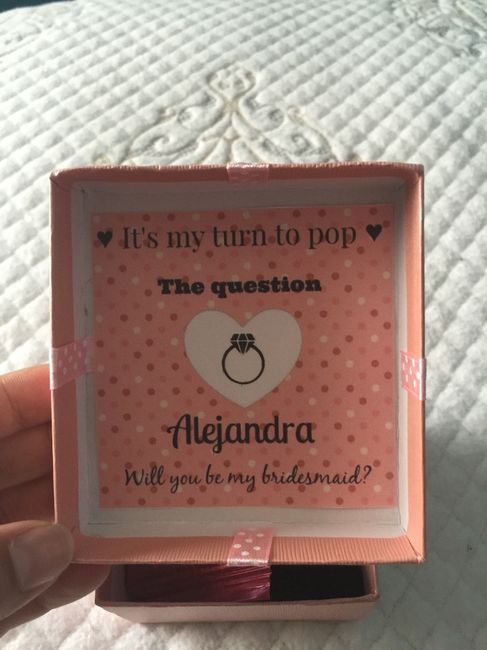 ♥ It's my turn to pop ♥
The question
Alejandra
Will you be my bridesmaid?